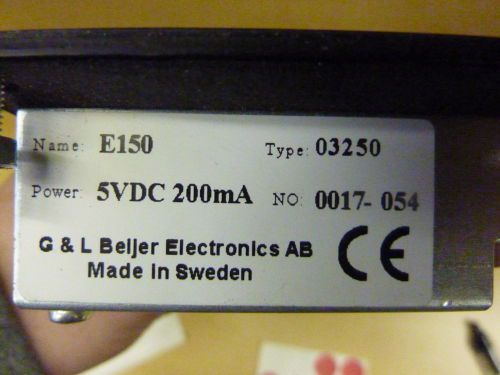 Name: E150 Type: 03250
Power: 5VDC 200mA NO: 0017- 054
G & L Beijer Electronics AB
Made in Sweden
CE